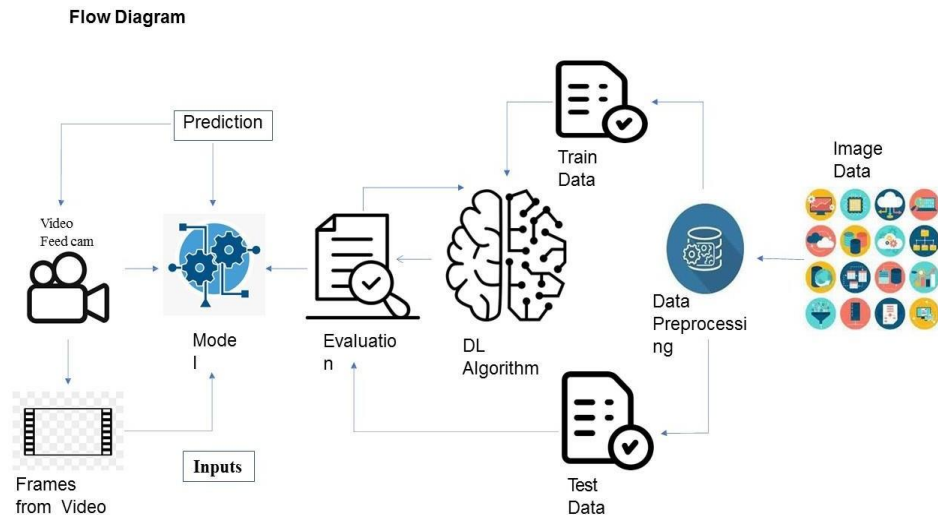 Flow Diagram
Prediction
Train
Data
Image
Data
Video
Feed cam
Mode
l
Evaluatio
n
DL
Algorithm
Data
Preprocessi
ng
Inputs
Frames
from Video
Test
Data